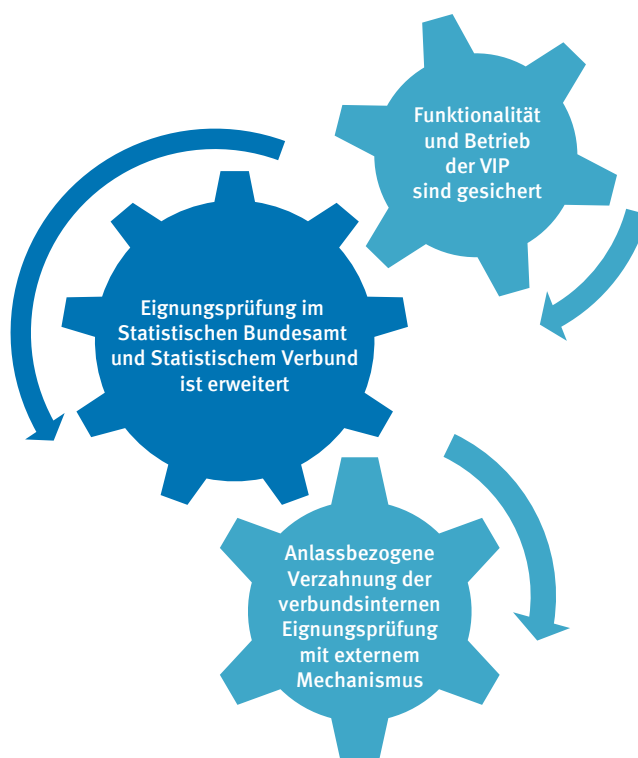 Funktionalität
und Betrieb
der VIP
sind gesichert
Eignungsprüfung im
Statistischen Bundesamt
und Statistischem Verbund
ist erweitert
Anlassbezogene
Verzahnung der
verbundsinternen
Eignungsprüfung
mit externem
Mechanismus